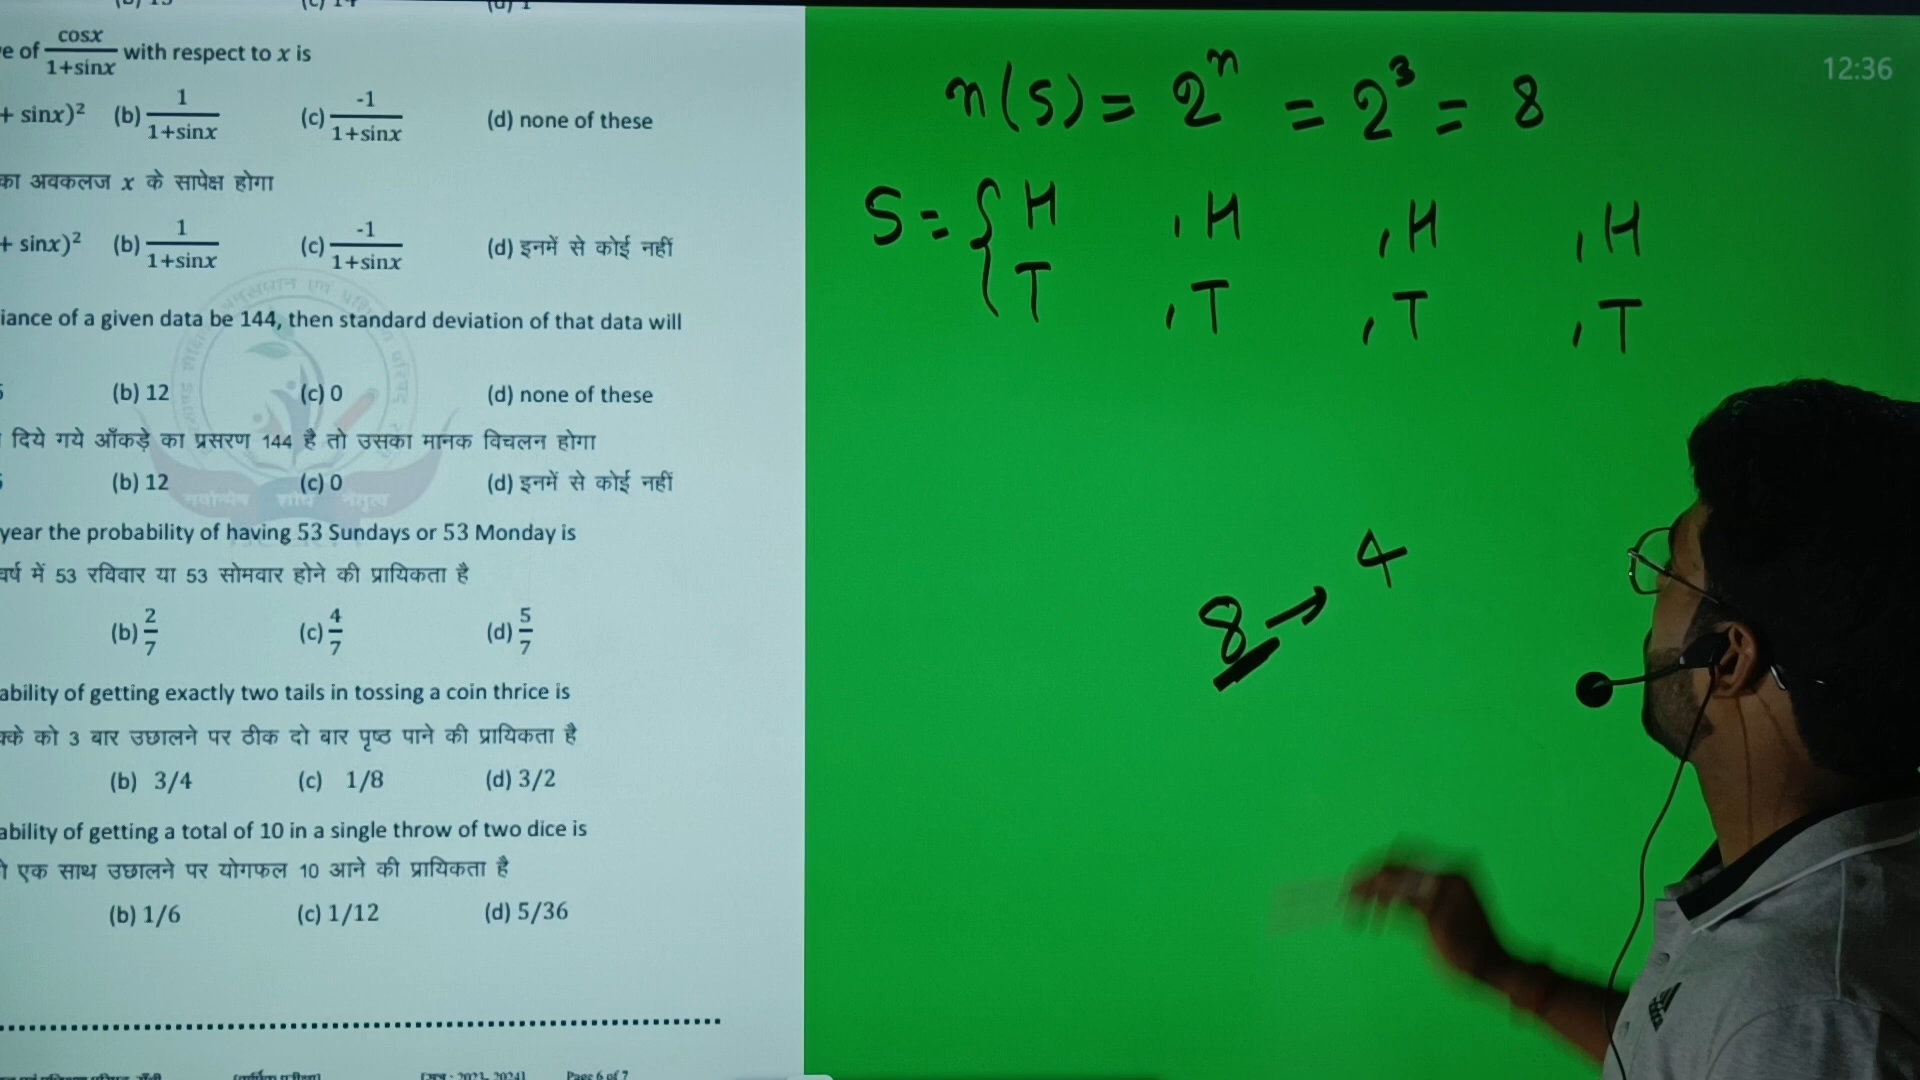 cosx
e of ――― with respect to x is
1+sinx
+ sinx)² (b) 1/1+sinx (c) -1/1+sinx (d) none of these
का अवकलज x के सापेक्ष होगा
+ sinx)² (b) 1/1+sinx (c) -1/1+sinx (d) इनमें से कोई नहीं
iance of a given data be 144, then standard deviation of that data will
(b) 12 (c) 0 (d) none of these
दिये गये आँकड़े का प्रसरण 144 है तो उसका मानक विचलन होगा
(b) 12 (c) 0 (d) इनमें से कोई नहीं
year the probability of having 53 Sundays or 53 Monday is
वर्ष में 53 रविवार या 53 सोमवार होने की प्रायिकता है
(b) 2/7 (c) 4/7 (d) 5/7
ability of getting exactly two tails in tossing a coin thrice is
क्के को 3 बार उछालने पर ठीक दो बार पृष्ठ पाने की प्रायिकता है
(b) 3/4 (c) 1/8 (d) 3/2
ability of getting a total of 10 in a single throw of two dice is
एक साथ उछालने पर योगफल 10 आने की प्रायिकता है
(b) 1/6 (c) 1/12 (d) 5/36
Page 6 of 7
12:36
n(S) = 2ⁿ = 2³ = 8
S = { H , H , H , H
T , T , T , T
8 → 4